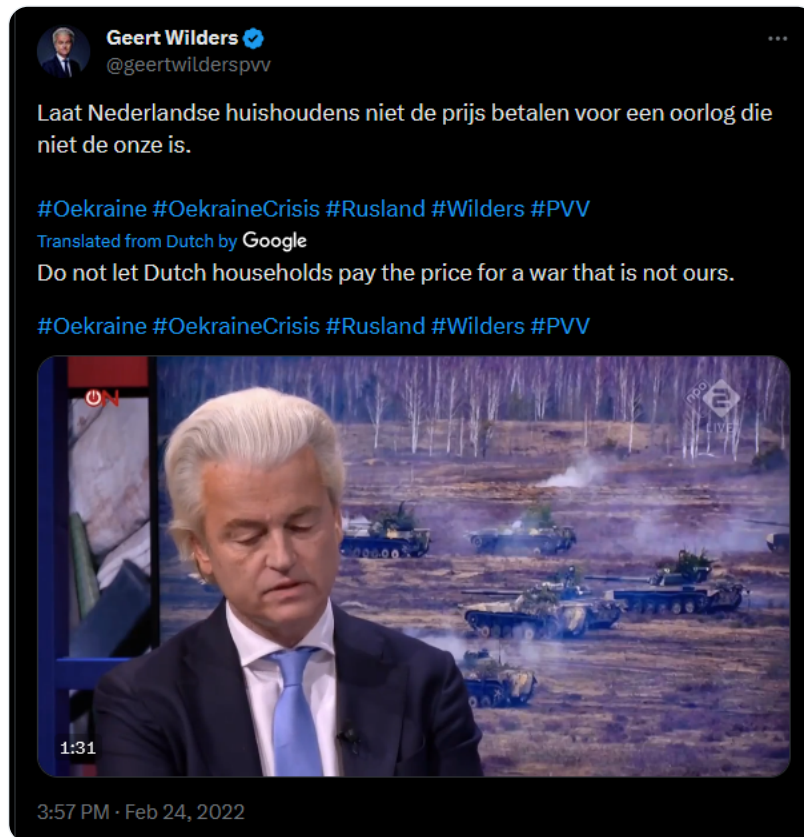 Geert Wilders
@geertwilderspvv
Laat Nederlandse huishoudens niet de prijs betalen voor een oorlog die
niet de onze is.
#Oekraine #OekraineCrisis #Rusland #Wilders #PVV
Translated from Dutch by Google
Do not let Dutch households pay the price for a war that is not ours.
#Oekraine #OekraineCrisis #Rusland #Wilders #PVV
ON
npo
2
LIVE
1:31
3:57 PM · Feb 24, 2022